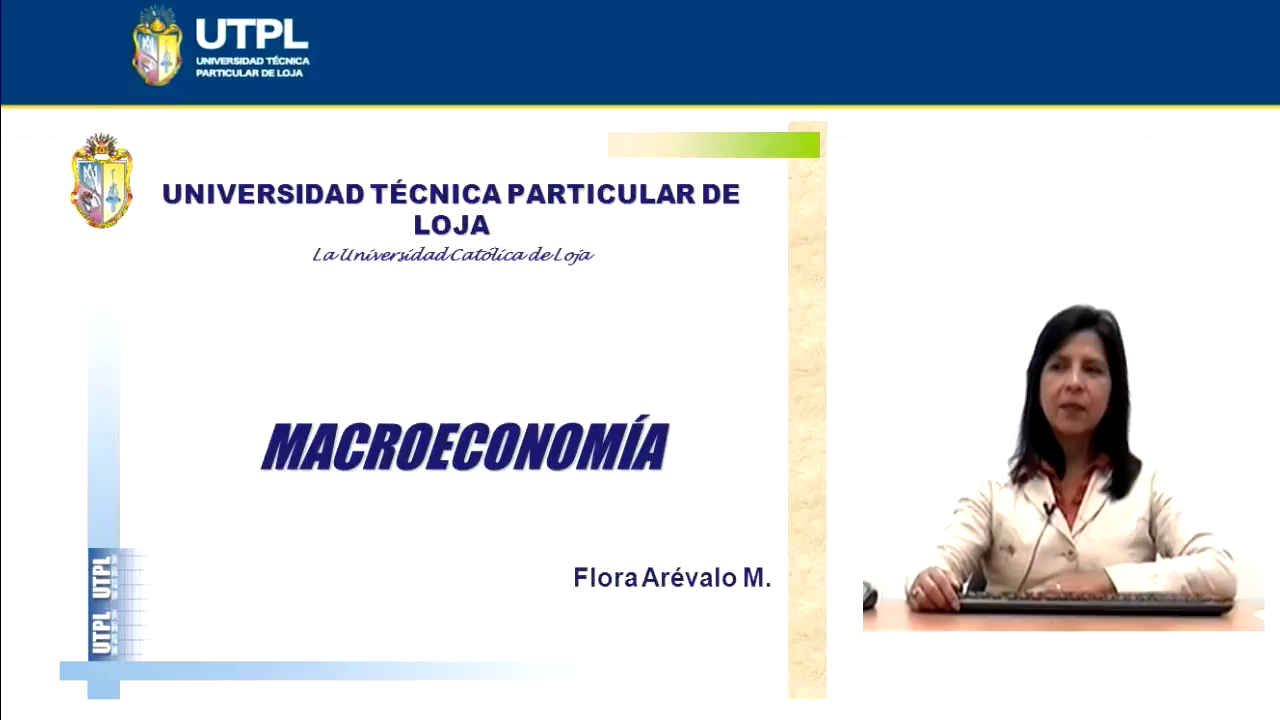 UTPL
UNIVERSIDAD TÉCNICA
PARTICULAR DE LOJA
UNIVERSIDAD TÉCNICA PARTICULAR DE
LOJA
La Universidad Católica de Loja
MACROECONOMÍA
Flora Arévalo M.
UTPL UTPL